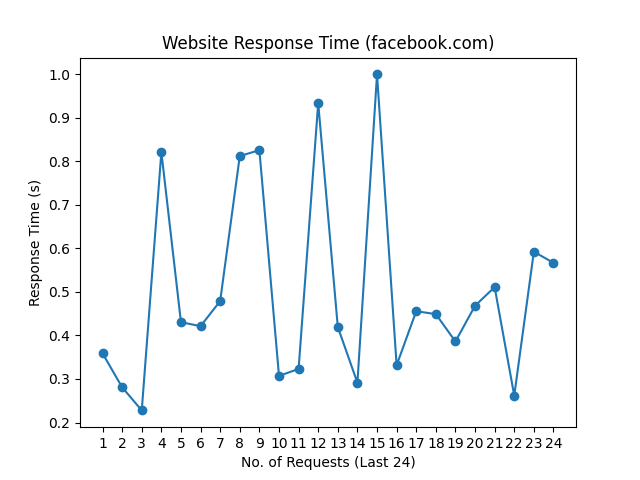 Website Response Time (facebook.com)
1.0
0.9
0.8
0.7
0.6
0.5
0.4
0.3
0.2
Response Time (s)
1 2 3 4 5 6 7 8 9 10 11 12 13 14 15 16 17 18 19 20 21 22 23 24
No. of Requests (Last 24)